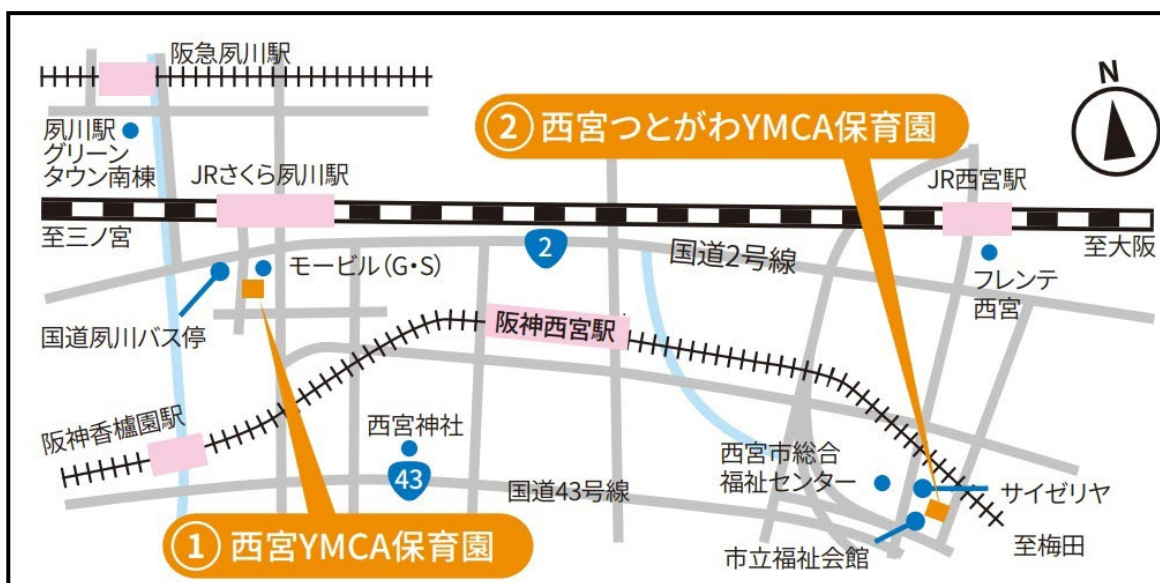 阪急夙川駅
N
② 西宮つとがわYMCA保育園
夙川駅
グリーン
タウン南棟
JRさくら夙川駅
JR西宮駅
至三ノ宮
至大阪
2
国道2号線
モービル(G・S)
フレンテ
西宮
国道夙川バス停
阪神西宮駅
阪神香櫨園駅
西宮神社
43
国道43号線
西宮市総合
福祉センター
サイゼリヤ
① 西宮YMCA保育園
市立福祉会館
至梅田